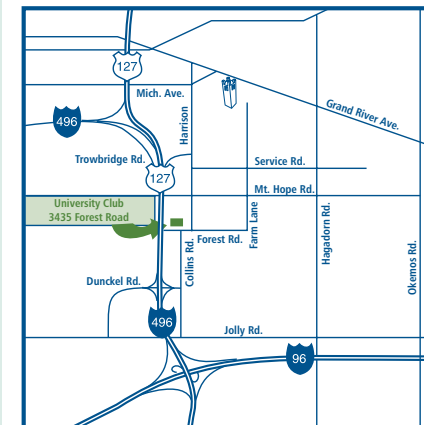 127
Mich. Ave.
496
Harrison
Grand River Ave.
Trowbridge Rd.
Service Rd.
127
Mt. Hope Rd.
University Club
3435 Forest Road
Forest Rd.
Farm Lane
Hagadorn Rd.
Okemos Rd.
Collins Rd.
Dunckel Rd.
496
Jolly Rd.
96